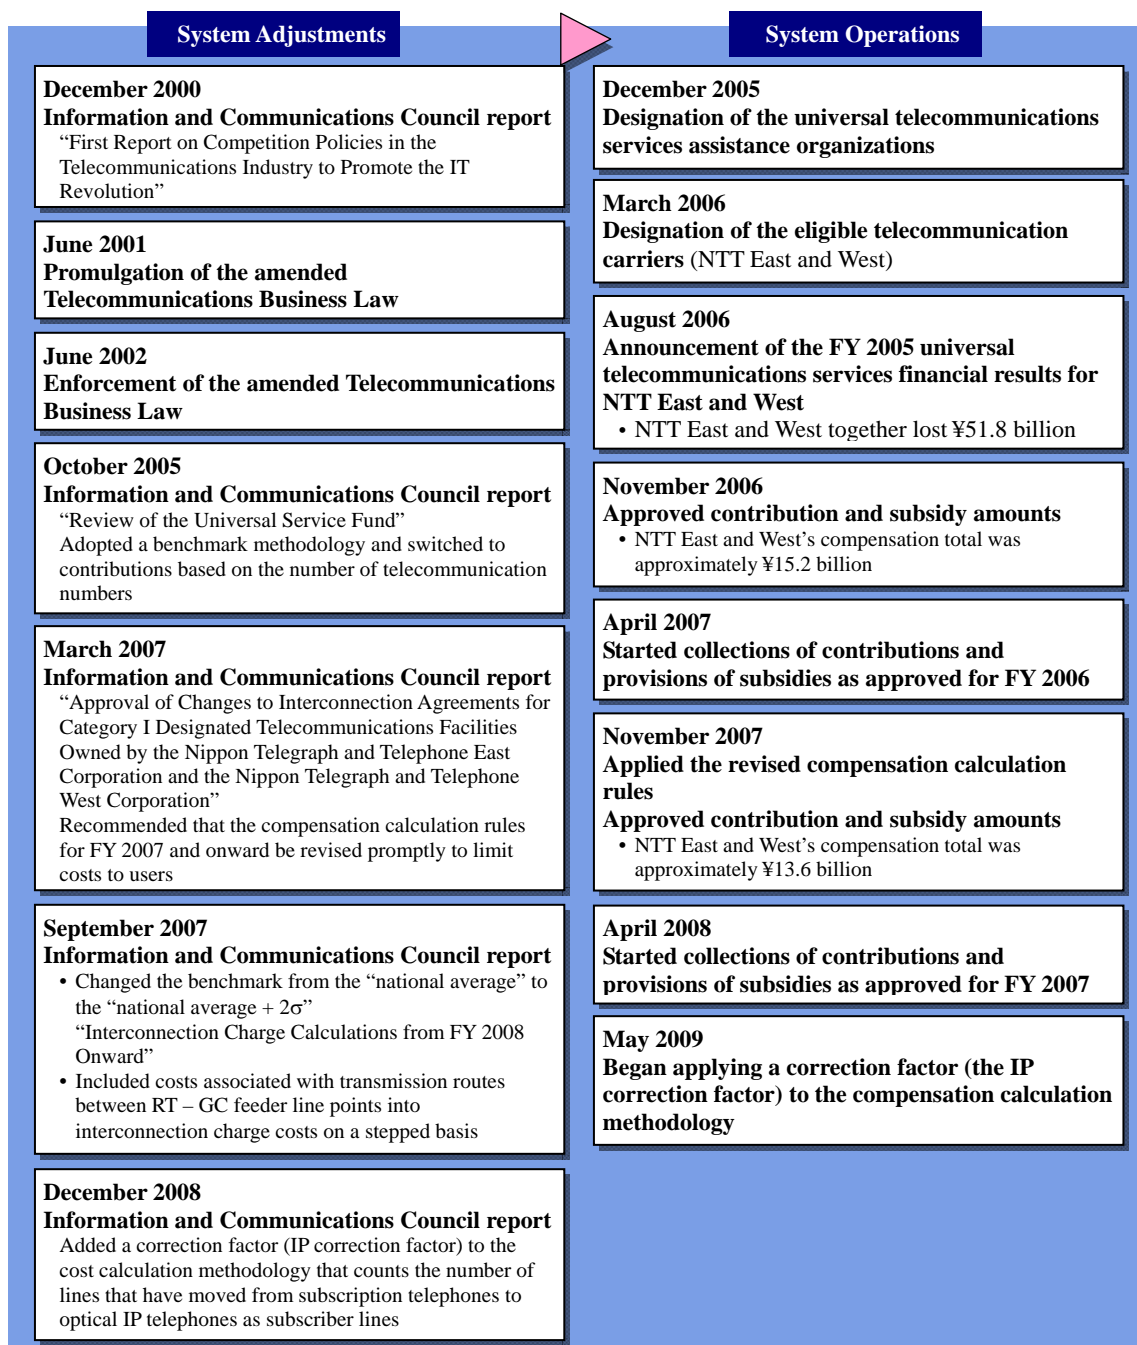 System Adjustments
December 2000
Information and Communications Council report
“First Report on Competition Policies in the
Telecommunications Industry to Promote the IT
Revolution”
June 2001
Promulgation of the amended
Telecommunications Business Law
June 2002
Enforcement of the amended Telecommunications
Business Law
October 2005
Information and Communications Council report
“Review of the Universal Service Fund”
Adopted a benchmark methodology and switched to
contributions based on the number of telecommunication
numbers
March 2007
Information and Communications Council report
“Approval of Changes to Interconnection Agreements for
Category I Designated Telecommunications Facilities
Owned by the Nippon Telegraph and Telephone East
Corporation and the Nippon Telegraph and Telephone
West Corporation”
Recommended that the compensation calculation rules
for FY 2007 and onward be revised promptly to limit
costs to users
September 2007
Information and Communications Council report
• Changed the benchmark from the “national average” to
the “national average + 2σ”
“Interconnection Charge Calculations from FY 2008
Onward”
• Included costs associated with transmission routes
between RT – GC feeder line points into
interconnection charge costs on a stepped basis
December 2008
Information and Communications Council report
Added a correction factor (IP correction factor) to the
cost calculation methodology that counts the number of
lines that have moved from subscription telephones to
optical IP telephones as subscriber lines
System Operations
December 2005
Designation of the universal telecommunications
services assistance organizations
March 2006
Designation of the eligible telecommunication
carriers (NTT East and West)
August 2006
Announcement of the FY 2005 universal
telecommunications services financial results for
NTT East and West
• NTT East and West together lost ¥51.8 billion
November 2006
Approved contribution and subsidy amounts
• NTT East and West’s compensation total was
approximately ¥15.2 billion
April 2007
Started collections of contributions and
provisions of subsidies as approved for FY 2006
November 2007
Applied the revised compensation calculation
rules
Approved contribution and subsidy amounts
• NTT East and West’s compensation total was
approximately ¥13.6 billion
April 2008
Started collections of contributions and
provisions of subsidies as approved for FY 2007
May 2009
Began applying a correction factor (the IP
correction factor) to the compensation calculation
methodology